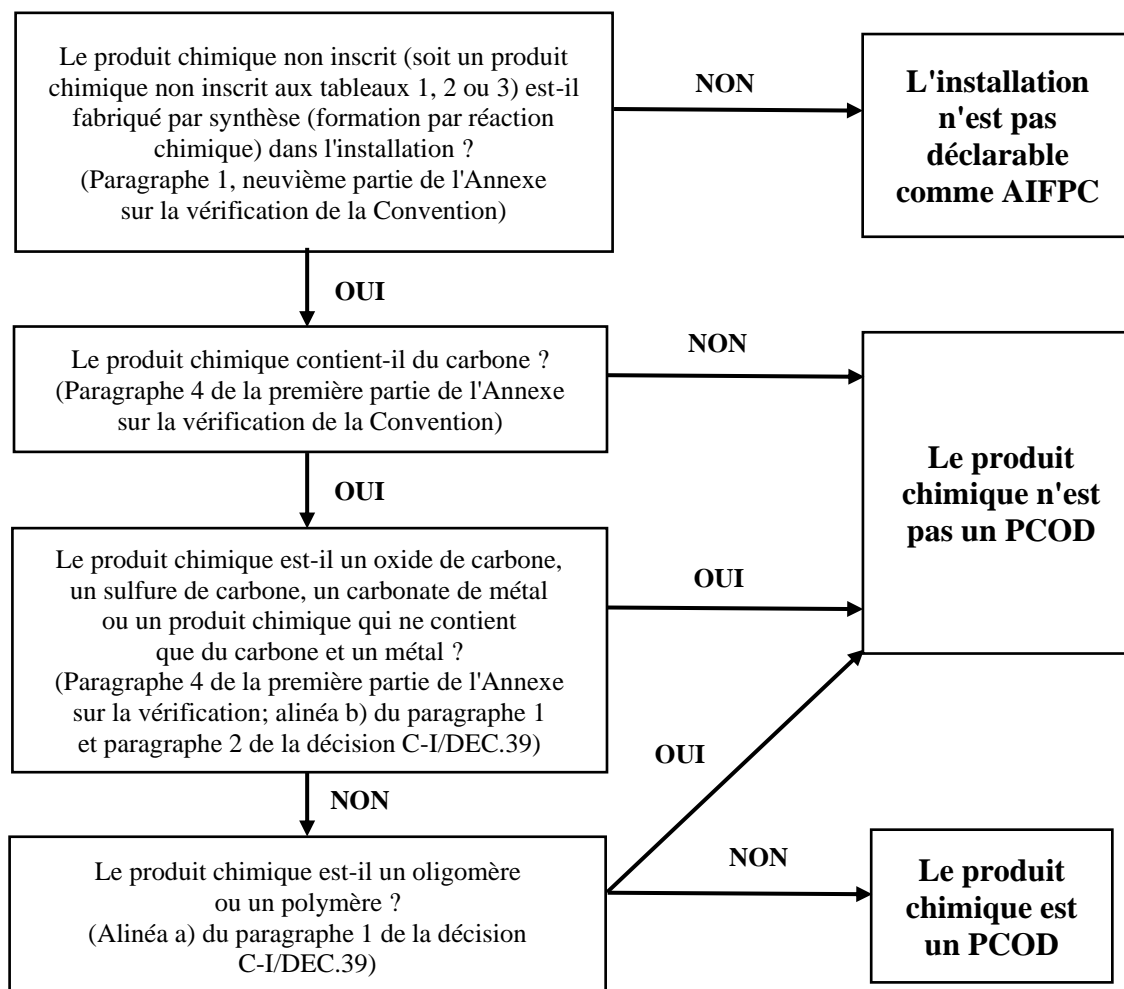 Le produit chimique non inscrit (soit un produit
chimique non inscrit aux tableaux 1, 2 ou 3) est-il
fabriqué par synthèse (formation par réaction
chimique) dans l'installation ?
(Paragraphe 1, neuvième partie de l'Annexe
sur la vérification de la Convention)
NON
L'installation
n'est pas
déclarable
comme AIFPC
OUI
Le produit chimique contient-il du carbone ?
(Paragraphe 4 de la première partie de l'Annexe
sur la vérification de la Convention)
NON
Le produit
chimique n'est
pas un PCOD
OUI
Le produit chimique est-il un oxide de carbone,
un sulfure de carbone, un carbonate de métal
ou un produit chimique qui ne contient
que du carbone et un métal ?
(Paragraphe 4 de la première partie de l'Annexe
sur la vérification; alinéa b) du paragraphe 1
et paragraphe 2 de la décision C-I/DEC.39)
OUI
OUI
NON
Le produit chimique est-il un oligomère
ou un polymère ?
(Alinéa a) du paragraphe 1 de la décision
C-I/DEC.39)
NON
Le produit
chimique est
un PCOD